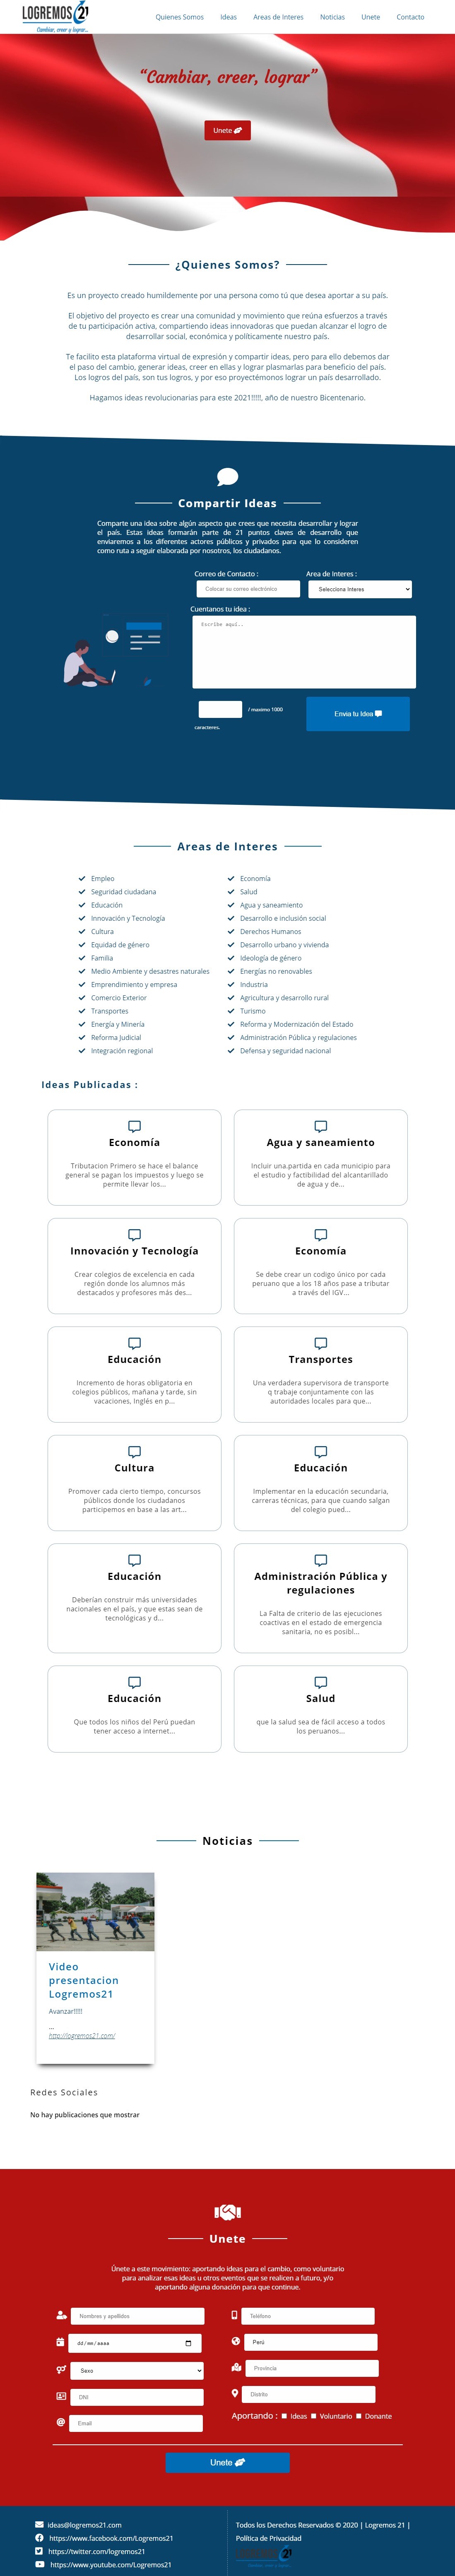 LOGREMOS 21
Cambiar, creer y lograr...
Quienes Somos
Ideas
Areas de Interes
Noticias
Unete
Contacto
“Cambiar, creer, lograr”
Unete
¿Quienes Somos?
Es un proyecto creado humildemente por una persona como tú que desea aportar a su país.
El objetivo del proyecto es crear una comunidad y movimiento que reúna esfuerzos a través
de tu participación activa, compartiendo ideas innovadoras que puedan alcanzar el logro de
desarrollar social, económica y políticamente nuestro país.
Te facilito esta plataforma virtual de expresión y compartir ideas, pero para ello debemos dar
el paso del cambio, generar ideas, creer en ellas y lograr plasmarlas para beneficio del país.
Los logros del país, son tus logros, y por eso proyectémonos lograr un país desarrollado.
Hagamos ideas revolucionarias para este 2021!!!!!, año de nuestro Bicentenario.
Compartir Ideas
Comparte una idea sobre algún aspecto que crees que necesita desarrollar y lograr
el país. Estas ideas formarán parte de 21 puntos claves de desarrollo que
enviaremos a los diferentes actores públicos y privados para que lo consideren
como ruta a seguir elaborada por nosotros, los ciudadanos.
Correo de Contacto :
Area de Interes :
Colocar su correo electrónico
Selecciona Interes
Cuentanos tu idea :
Escribe aqui..
/ maximo 1000
caracteres.
Envia tu Idea
Areas de Interes
Empleo
Seguridad ciudadana
Educación
Innovación y Tecnología
Cultura
Equidad de género
Familia
Medio Ambiente y desastres naturales
Emprendimiento y empresa
Comercio Exterior
Transportes
Energía y Minería
Reforma Judicial
Integración regional
Economía
Salud
Agua y saneamiento
Desarrollo e inclusión social
Derechos Humanos
Desarrollo urbano y vivienda
Ideología de género
Energías no renovables
Industria
Agricultura y desarrollo rural
Turismo
Reforma y Modernización del Estado
Administración Pública y regulaciones
Defensa y seguridad nacional
Ideas Publicadas :
Economía
Tributacion Primero se hace el balance
general se pagan los impuestos y luego se
permite llevar los...
Agua y saneamiento
Incluir una.partida en cada municipio para
el estudio y factibilidad del alcantarillado
de agua y de...
Innovación y Tecnología
Crear colegios de excelencia en cada
región donde los alumnos más
destacados y profesores más des...
Economía
Se debe crear un codigo único por cada
peruano que a los 18 años pase a tributar
a través del IGV...
Educación
Incremento de horas obligatoria en
colegios públicos, mañana y tarde, sin
vacaciones, Inglés en p...
Transportes
Una verdadera supervisora de transporte
q trabaje conjuntamente con las
autoridades locales para que...
Cultura
Promover cada cierto tiempo, concursos
públicos donde los ciudadanos
participemos en base a las art...
Educación
Implementar en la educación secundaria,
carreras técnicas, para que cuando salgan
del colegio pued...
Educación
Deberían construir más universidades
nacionales en el país, y que estas sean de
tecnológicas y d...
Administración Pública y
regulaciones
La Falta de criterio de las ejecuciones
coactivas en el estado de emergencia
sanitaria, no es posibl...
Educación
Que todos los niños del Perú puedan
tener acceso a internet...
Salud
que la salud sea de fácil acceso a todos
los peruanos...
Noticias
Video
presentacion
Logremos21
Avanzar!!!!!
...
http://logremos21.com/
Redes Sociales
No hay publicaciones que mostrar
Unete
Únete a este movimiento: aportando ideas para el cambio, como voluntario
para analizar esas ideas u otros eventos que se realicen a futuro, y/o
aportando alguna donación para que continue.
Nombres y apellidos
dd/mm/aaaa
Sexo
DNI
Email
Teléfono
Perú
Provincia
Distrito
Aportando :
Ideas
Voluntario
Donante
Unete
ideas@logremos21.com
https://www.facebook.com/Logremos21
https://twitter.com/logremos21
https://www.youtube.com/Logremos21
Todos los Derechos Reservados © 2020 | Logremos 21 |
Política de Privacidad
LOGREMOS 21
Cambiar, creer y lograr...